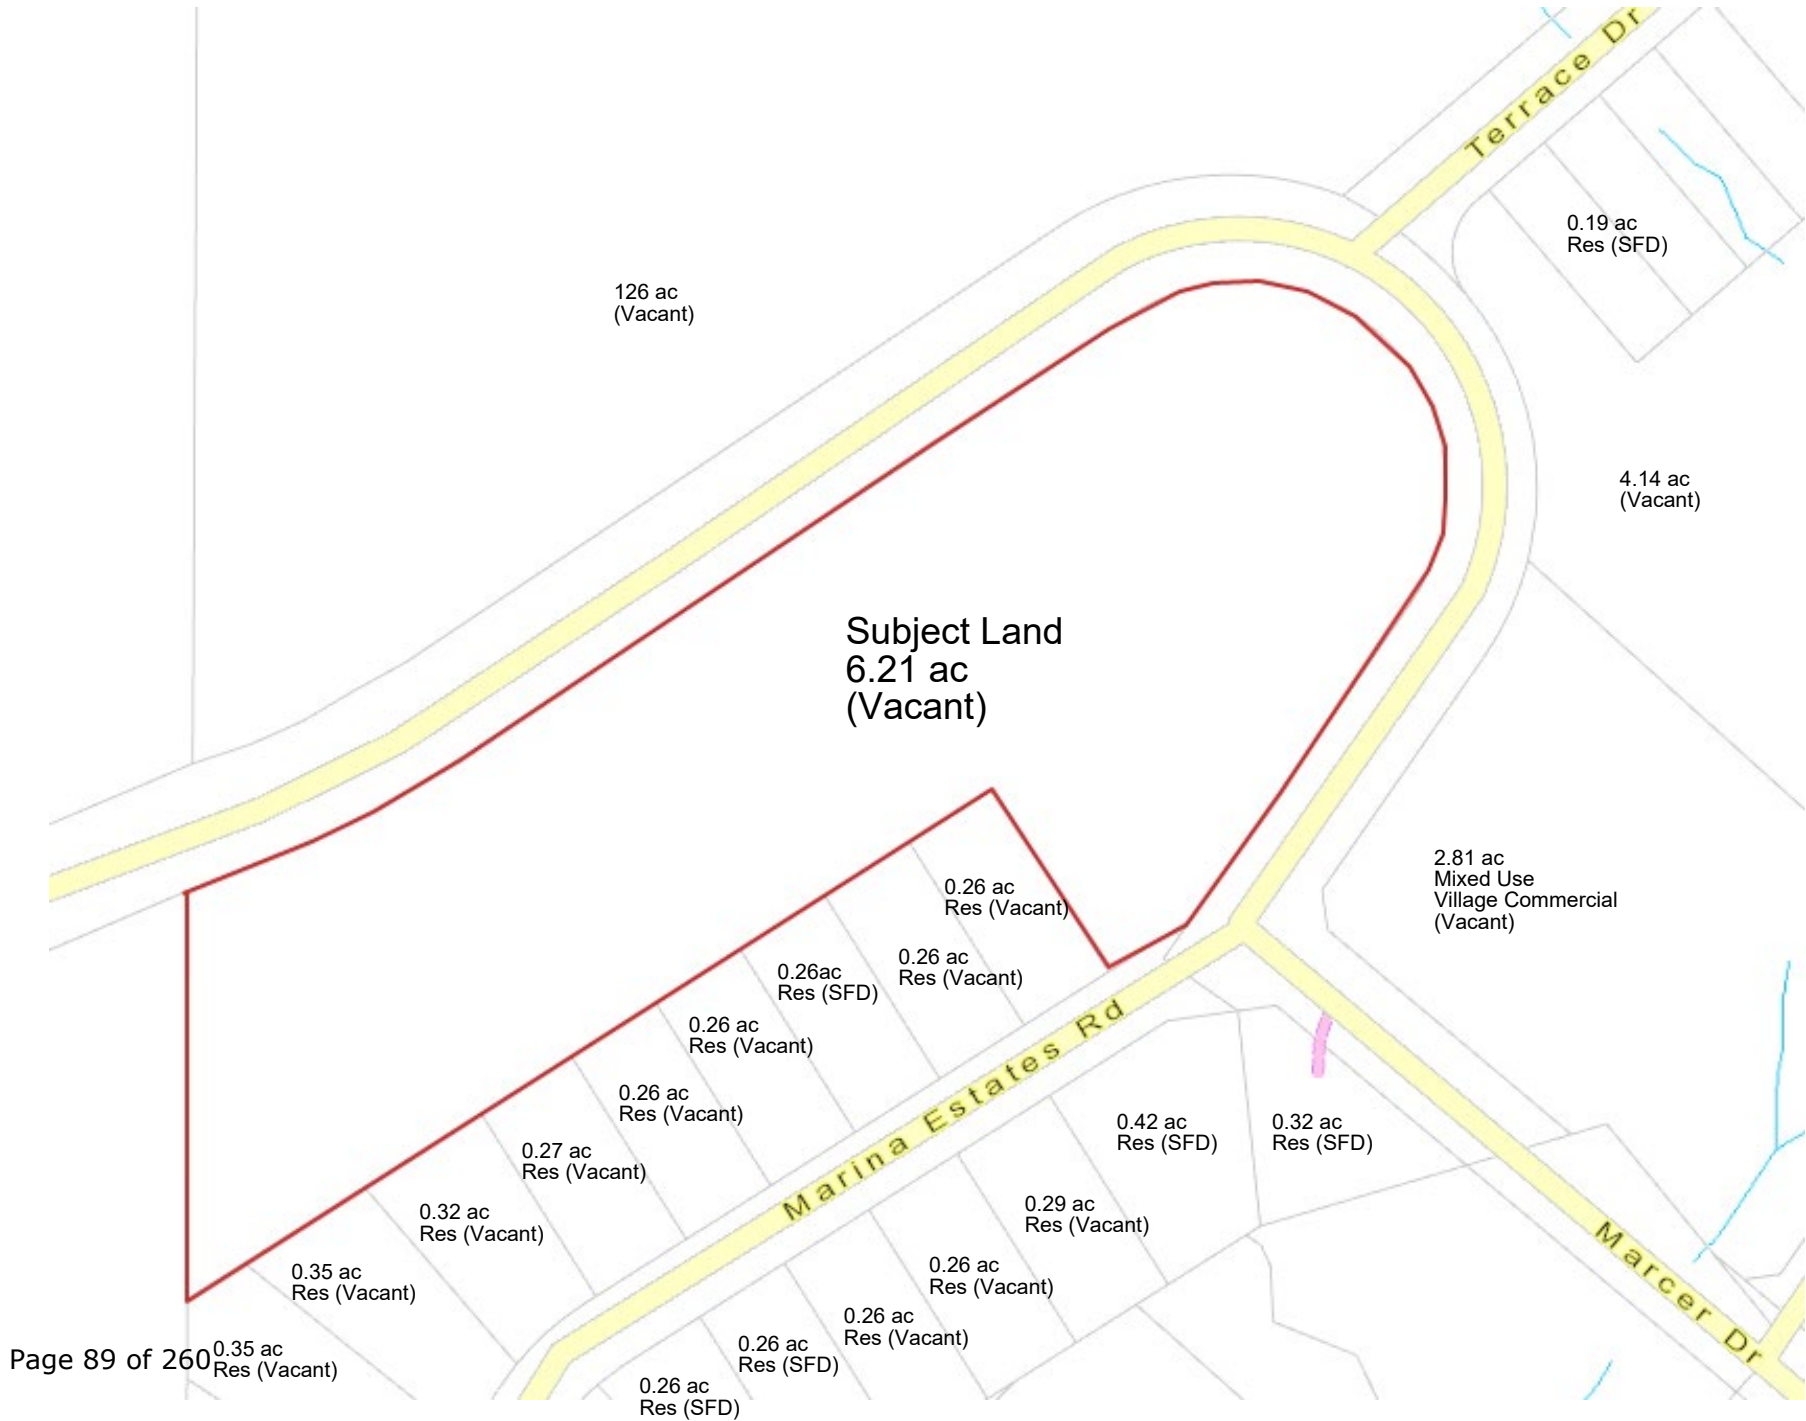 Terrace Dr
0.19 ac
Res (SFD)
126 ac
(Vacant)
4.14 ac
(Vacant)
Subject Land
6.21 ac
(Vacant)
2.81 ac
Mixed Use
Village Commercial
(Vacant)
0.26 ac
Res (Vacant)
0.26 ac
Res (Vacant)
0.26ac
Res (SFD)
0.26 ac
Res (Vacant)
0.26 ac
Res (Vacant)
0.27 ac
Res (Vacant)
0.32 ac
Res (Vacant)
0.35 ac
Res (Vacant)
0.35 ac
Res (Vacant)
Marina Estates Rd
0.42 ac
Res (SFD)
0.32 ac
Res (SFD)
0.29 ac
Res (Vacant)
0.26 ac
Res (Vacant)
0.26 ac
Res (Vacant)
0.26 ac
Res (SFD)
0.26 ac
Res (SFD)
Marcer Dr
Page 89 of 260